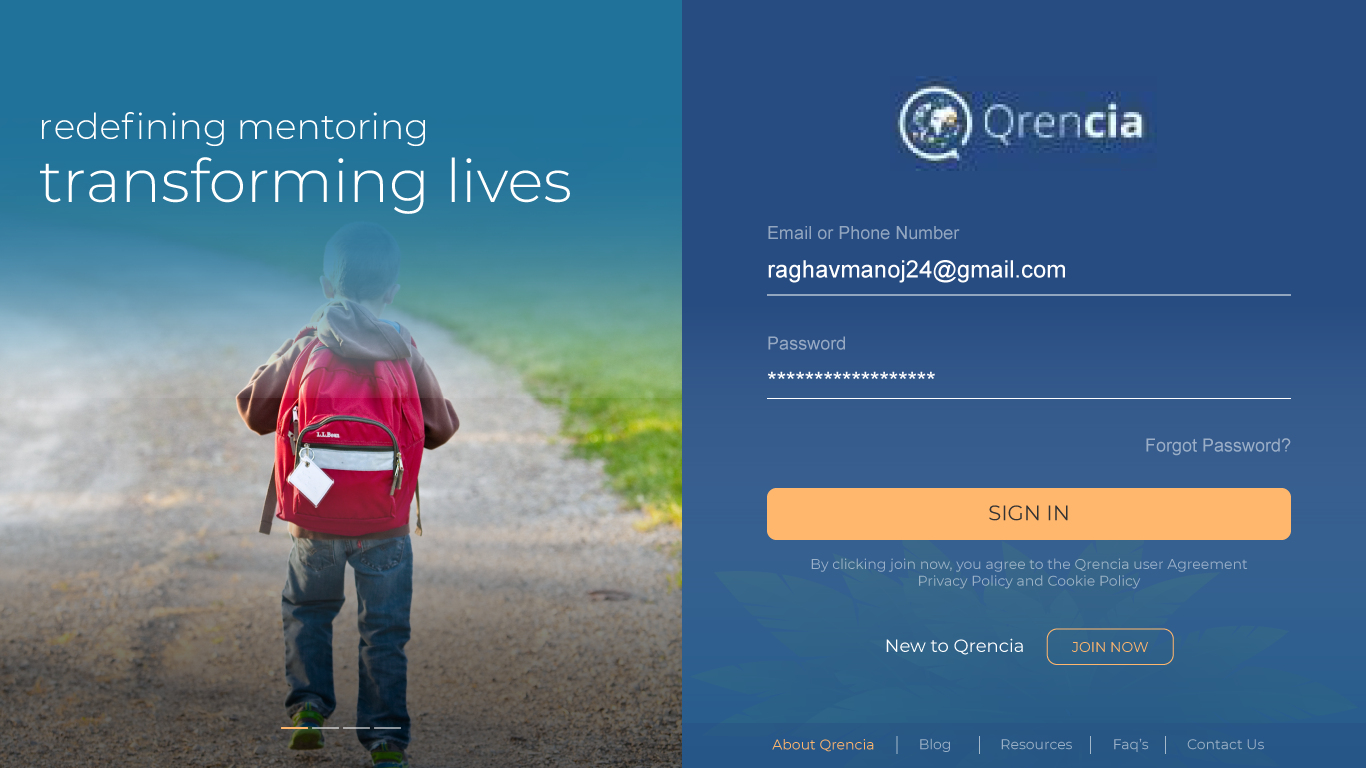 redefining mentoring
transforming lives
L.L.Bean
Qrencia
Email or Phone Number
raghavmanoj24@gmail.com
Password
******************
Forgot Password?
SIGN IN
By clicking join now, you agree to the Qrencia user Agreement
Privacy Policy and Cookie Policy
New to Qrencia JOIN NOW
About Qrencia | Blog | Resources | Faq's | Contact Us